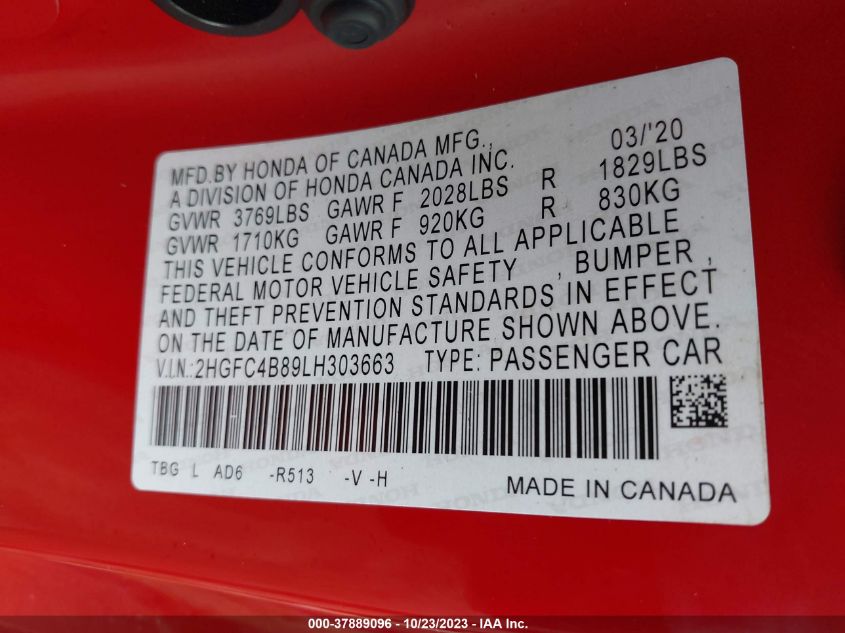 MFD.BY HONDA OF CANADA MFG., 03/'20
A DIVISION OF HONDA CANADA INC.
GVWR 3769LBS GAWR F 2028LBS R 1829LBS
GVWR 1710KG GAWR F 920KG R 830KG
THIS VEHICLE CONFORMS TO ALL APPLICABLE
FEDERAL MOTOR VEHICLE SAFETY , BUMPER ,
AND THEFT PREVENTION STANDARDS IN EFFECT
ON THE DATE OF MANUFACTURE SHOWN ABOVE.
V.I.N.:2HGFC4B89LH303663 TYPE: PASSENGER CAR
TBG L AD6 -R513 -V -H
MADE IN CANADA
000-37889096 - 10/23/2023 - IAA Inc.